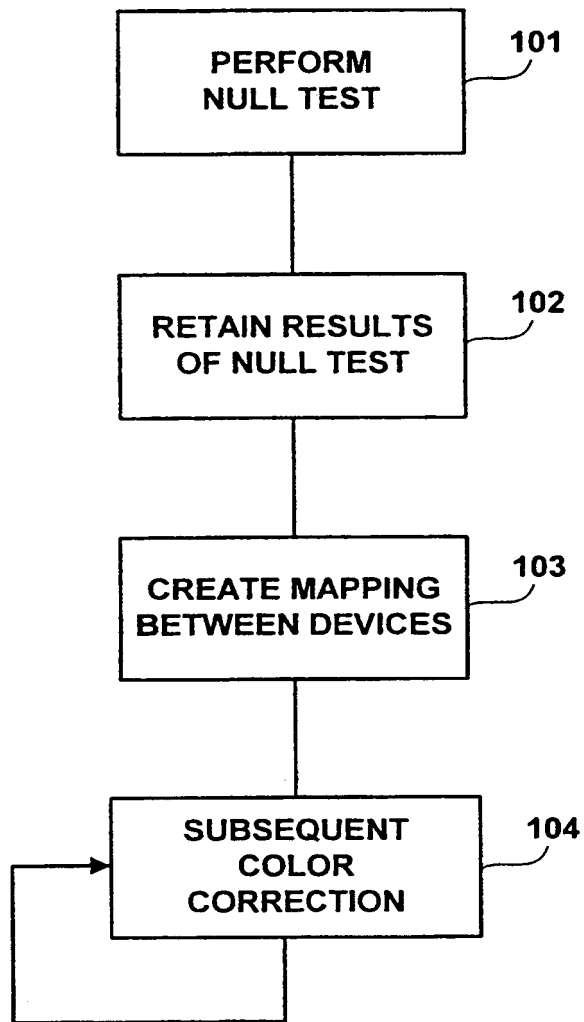 PERFORM
NULL TEST
101
RETAIN RESULTS
OF NULL TEST
102
CREATE MAPPING
BETWEEN DEVICES
103
SUBSEQUENT
COLOR
CORRECTION
104